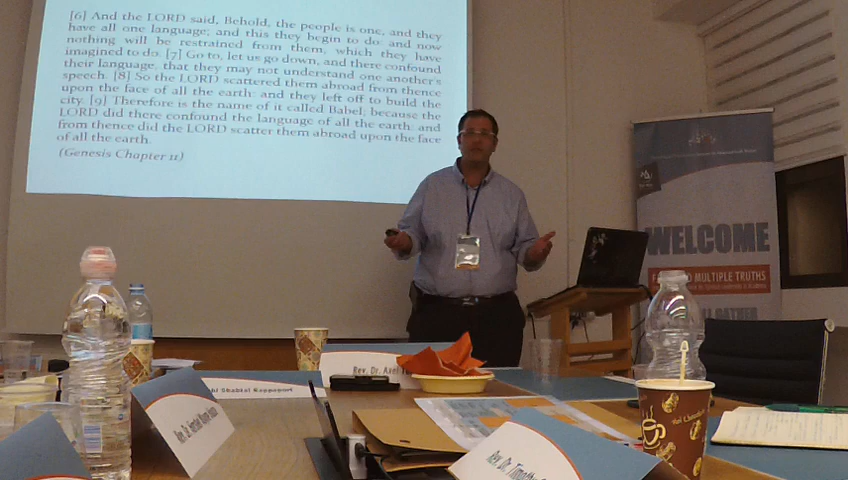 [6] And the LORD said, Behold, the people is one, and they
have all one language; and this they begin to do: and now
nothing will be restrained from them, which they have
imagined to do. [7] Go to, let us go down, and there confound
their language, that they may not understand one another's
speech. [8] So the LORD scattered them abroad from thence
upon the face of all the earth: and they left off to build the
city. [9] Therefore is the name of it called Babel; because the
LORD did there confound the language of all the earth: and
from thence did the LORD scatter them abroad upon the face
of all the earth.
(Genesis Chapter 11)
WELCOME
MULTIPLE TRUTHS
GATHER
Rev. Dr. Axel
Rev. Dr.
Rev. Dr.